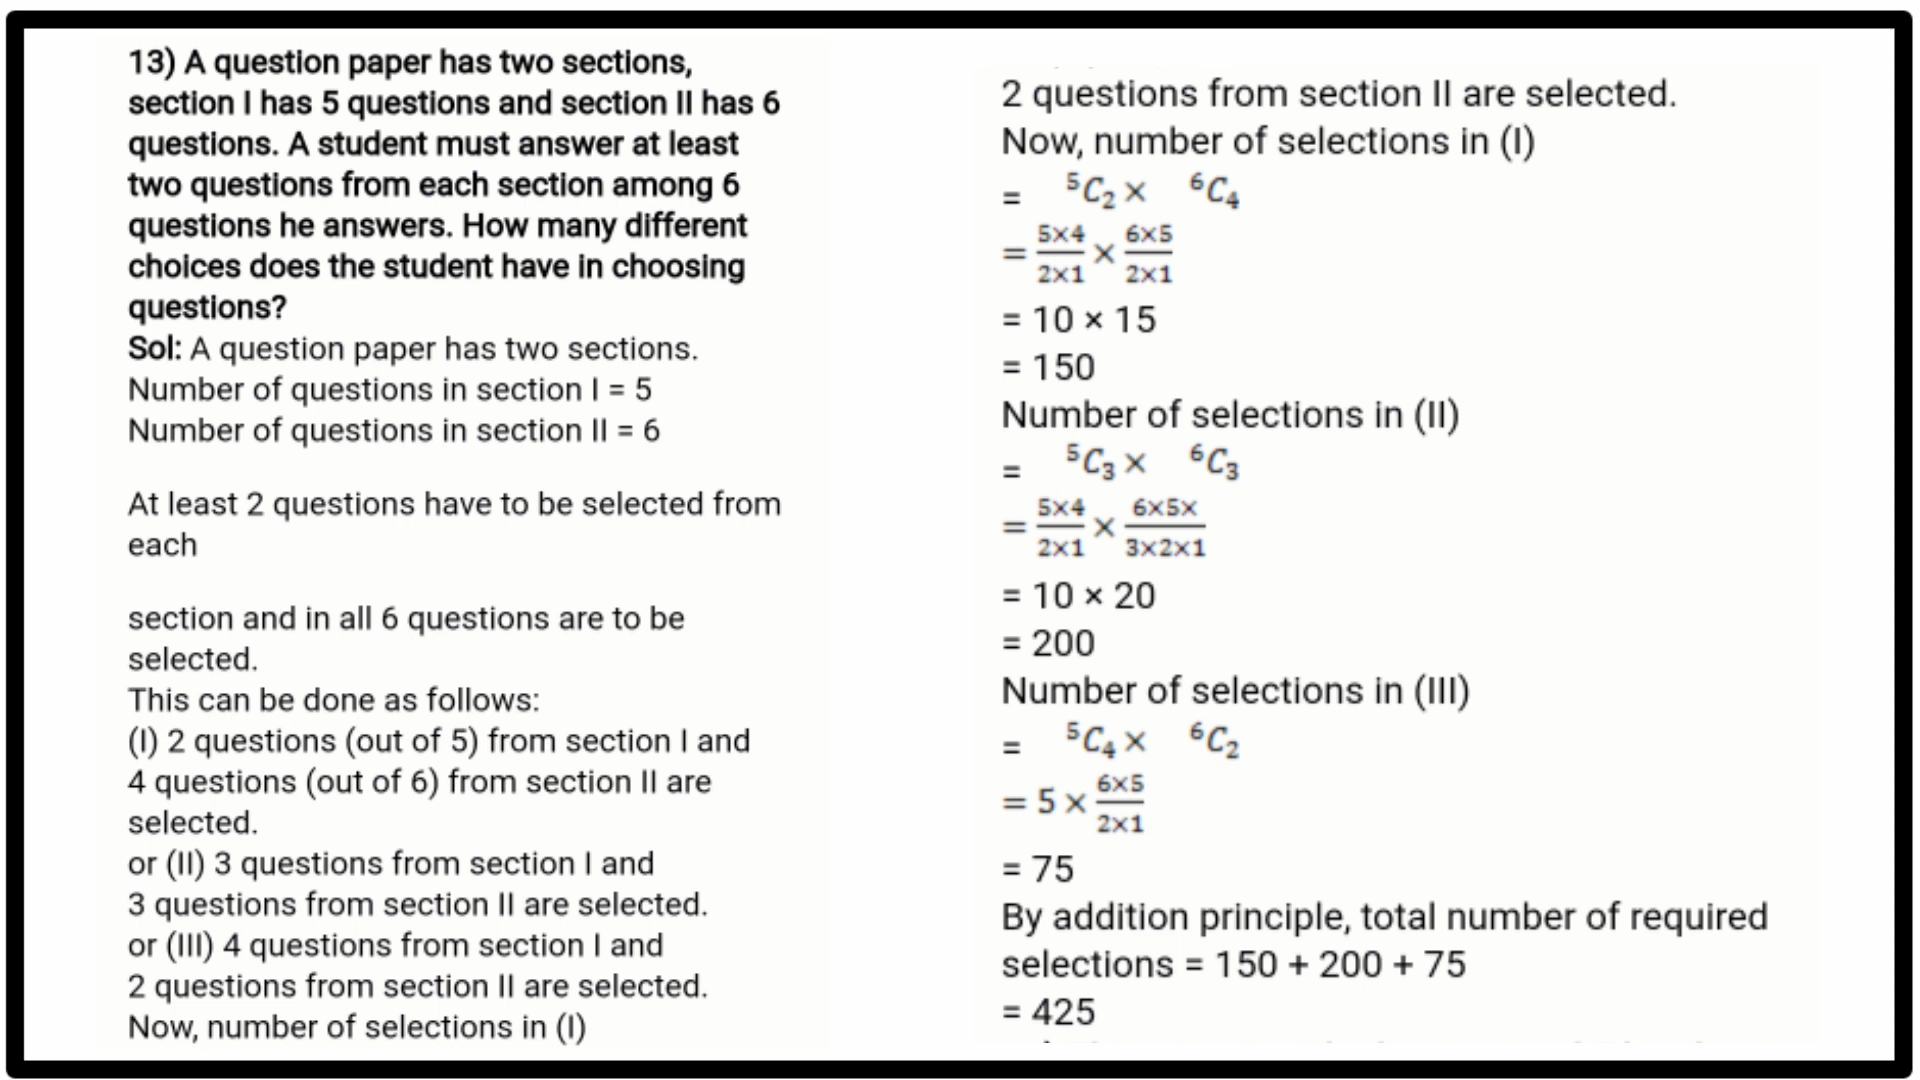 13) A question paper has two sections,
section I has 5 questions and section II has 6
questions. A student must answer at least
two questions from each section among 6
questions he answers. How many different
choices does the student have in choosing
questions?
Sol: A question paper has two sections.
Number of questions in section I = 5
Number of questions in section II = 6
At least 2 questions have to be selected from
each
section and in all 6 questions are to be
selected.
This can be done as follows:
(I) 2 questions (out of 5) from section I and
4 questions (out of 6) from section II are
selected.
or (II) 3 questions from section I and
3 questions from section II are selected.
or (III) 4 questions from section I and
2 questions from section II are selected.
Now, number of selections in (I)
2 questions from section II are selected.
Now, number of selections in (I)
= ⁵C₂ × ⁶C₄
= 5×4/2×1 × 6×5/2×1
= 10 × 15
= 150
Number of selections in (II)
= ⁵C₃ × ⁶C₃
= 5×4/2×1 × 6×5×/3×2×1
= 10 × 20
= 200
Number of selections in (III)
= ⁵C₄ × ⁶C₂
= 5 × 6×5/2×1
= 75
By addition principle, total number of required
selections = 150 + 200 + 75
= 425